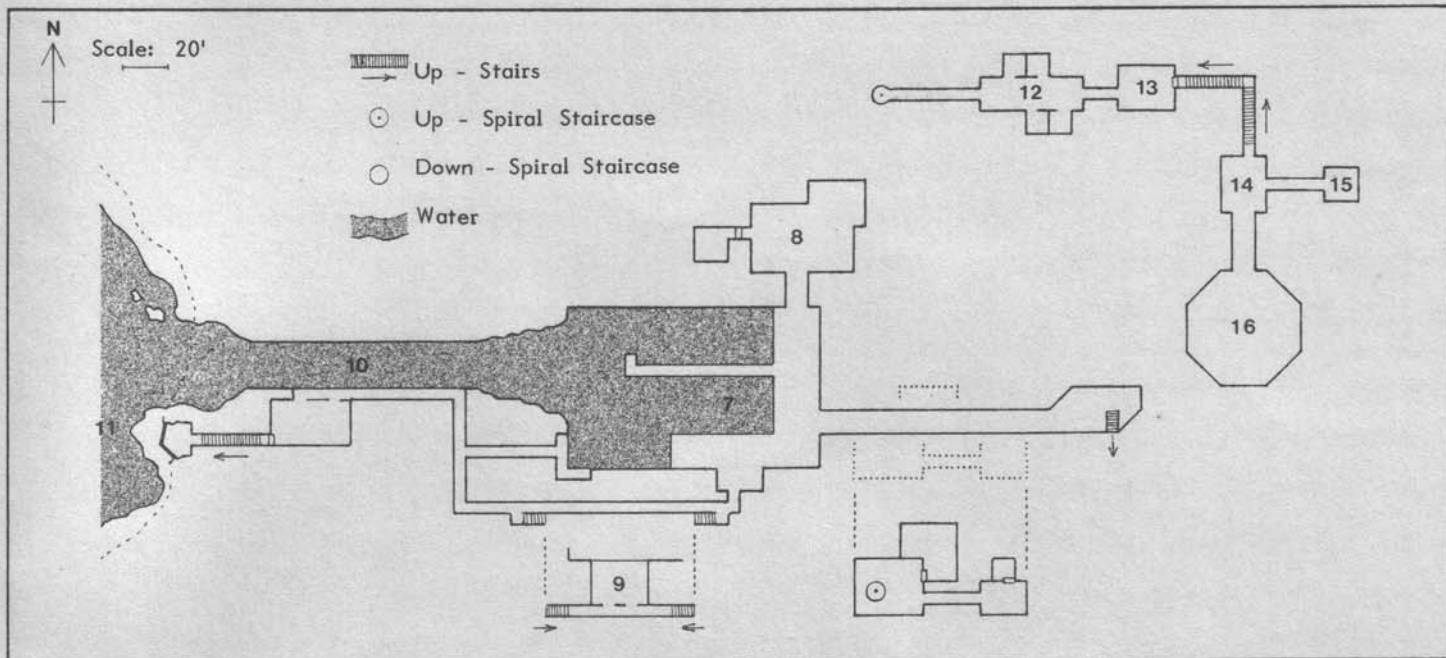 N
Scale: 20'
Up - Stairs
Up - Spiral Staircase
Down - Spiral Staircase
Water
12
13
14
15
8
16
10
7
11
9